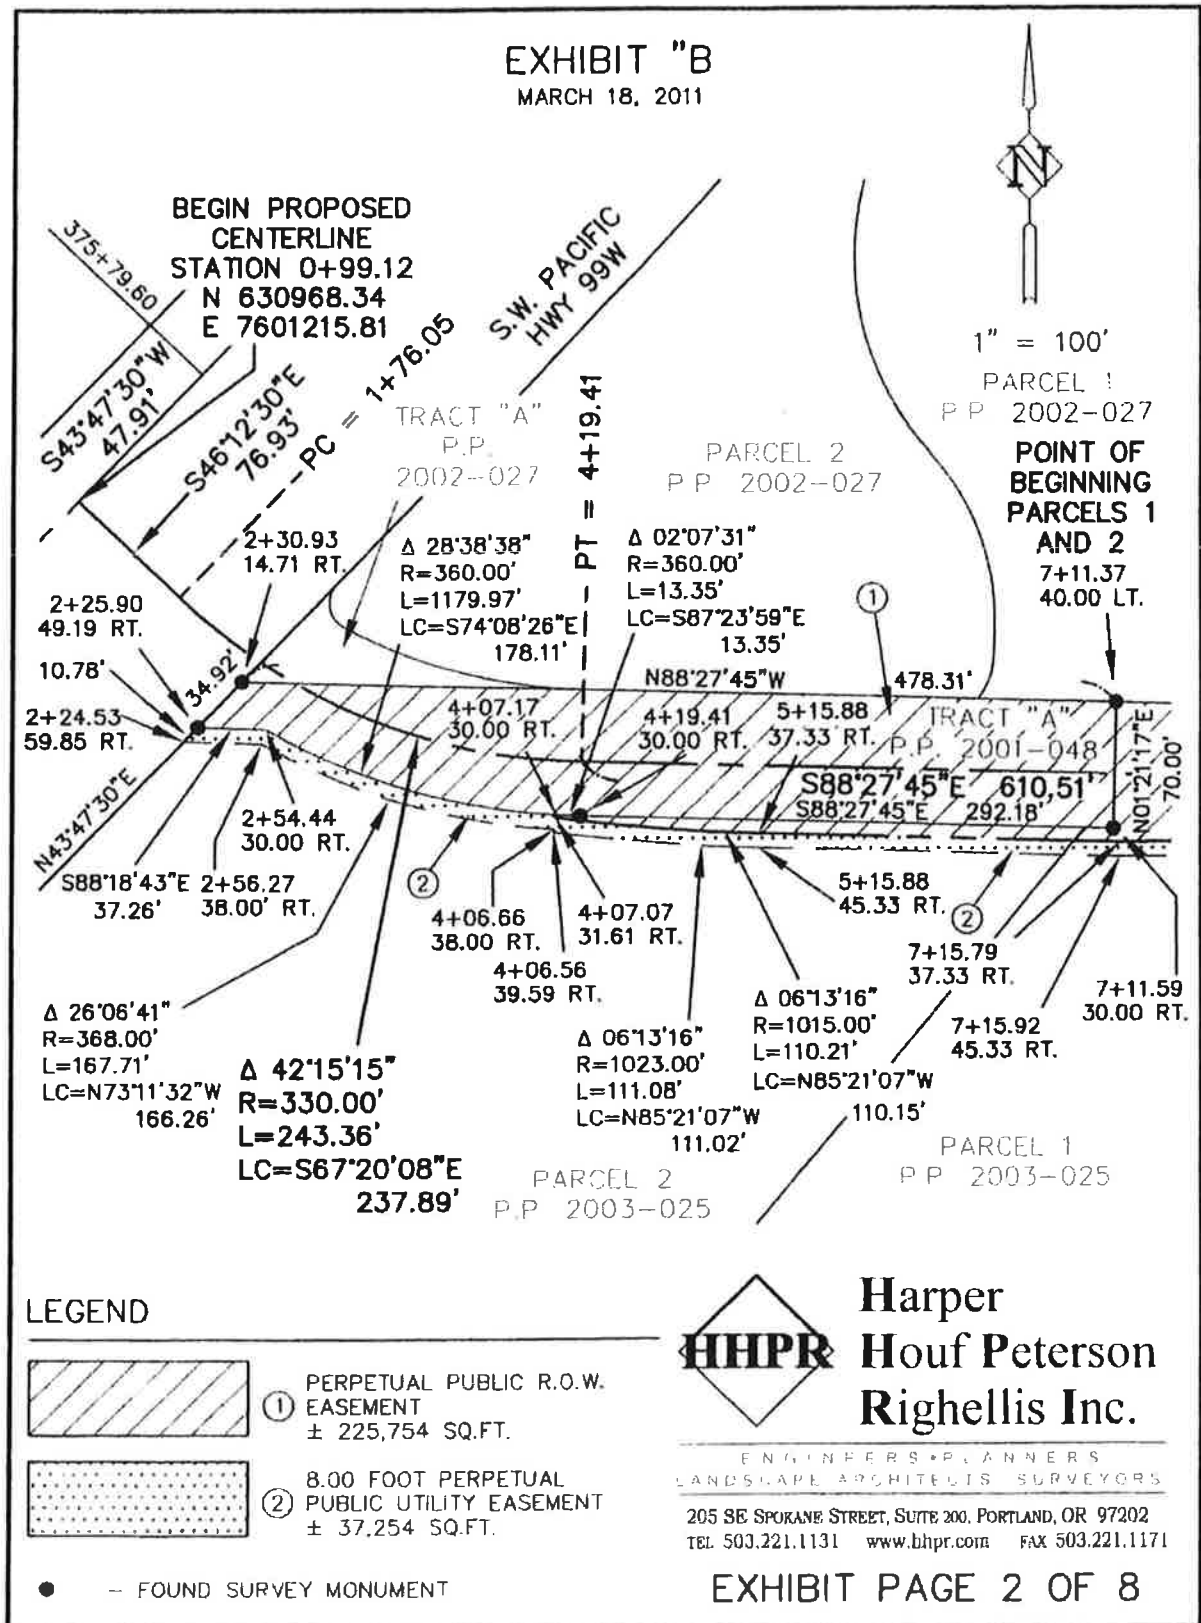 EXHIBIT "B
MARCH 18, 2011
N
1" = 100'
BEGIN PROPOSED
CENTERLINE
STATION 0+99.12
N 630968.34
E 7601215.81
375+79.60
S43°47'30"W
47.91'
S46°12'30"E
76.93'
PC = 1+76.05
S.W. PACIFIC
HWY 99W
TRACT "A"
P.P.
2002-027
PT = 4+19.41
PARCEL 2
P P 2002-027
PARCEL 1
P P 2002-027
POINT OF
BEGINNING
PARCELS 1
AND 2
7+11.37
40.00 LT.
2+30.93
14.71 RT.
Δ 28°38'38"
R=360.00'
L=1179.97'
LC=S74°08'26"E
178.11'
Δ 02°07'31"
R=360.00'
L=13.35'
LC=S87°23'59"E
13.35'
1
2+25.90
49.19 RT.
10.78'
34.92'
2+24.53
59.85 RT.
N88°27'45"W 478.31'
4+07.17
30.00 RT.
4+19.41
30.00 RT.
5+15.88
37.33 RT.
TRACT "A"
P.P. 2001-048
S88°27'45"E 610,51'
S88°27'45"E 292.18'
N01°21'17"E
70.00'
N43°47'30"E
2+54.44
30.00 RT.
S88°18'43"E
37.26'
2+56.27
38.00' RT.
2
4+06.66
38.00 RT.
4+07.07
31.61 RT.
4+06.56
39.59 RT.
5+15.88
45.33 RT.
2
7+15.79
37.33 RT.
7+11.59
30.00 RT.
7+15.92
45.33 RT.
Δ 26°06'41"
R=368.00'
L=167.71'
LC=N73°11'32"W
166.26'
Δ 42°15'15"
R=330.00'
L=243.36'
LC=S67°20'08"E
237.89'
Δ 06°13'16"
R=1023.00'
L=111.08'
LC=N85°21'07"W
111.02'
Δ 06°13'16"
R=1015.00'
L=110.21'
LC=N85°21'07"W
110.15'
PARCEL 2
P.P 2003-025
PARCEL 1
P P 2003-025
LEGEND
1 PERPETUAL PUBLIC R.O.W.
EASEMENT
± 225,754 SQ.FT.
2 8.00 FOOT PERPETUAL
PUBLIC UTILITY EASEMENT
± 37,254 SQ.FT.
● - FOUND SURVEY MONUMENT
HHPR
Harper
Houf Peterson
Righellis Inc.
ENGINEERS•PLANNERS
LANDSCAPE ARCHITECTS SURVEYORS
205 SE SPOKANE STREET, SUITE 200, PORTLAND, OR 97202
TEL 503.221.1131 www.hhpr.com FAX 503.221.1171
EXHIBIT PAGE 2 OF 8